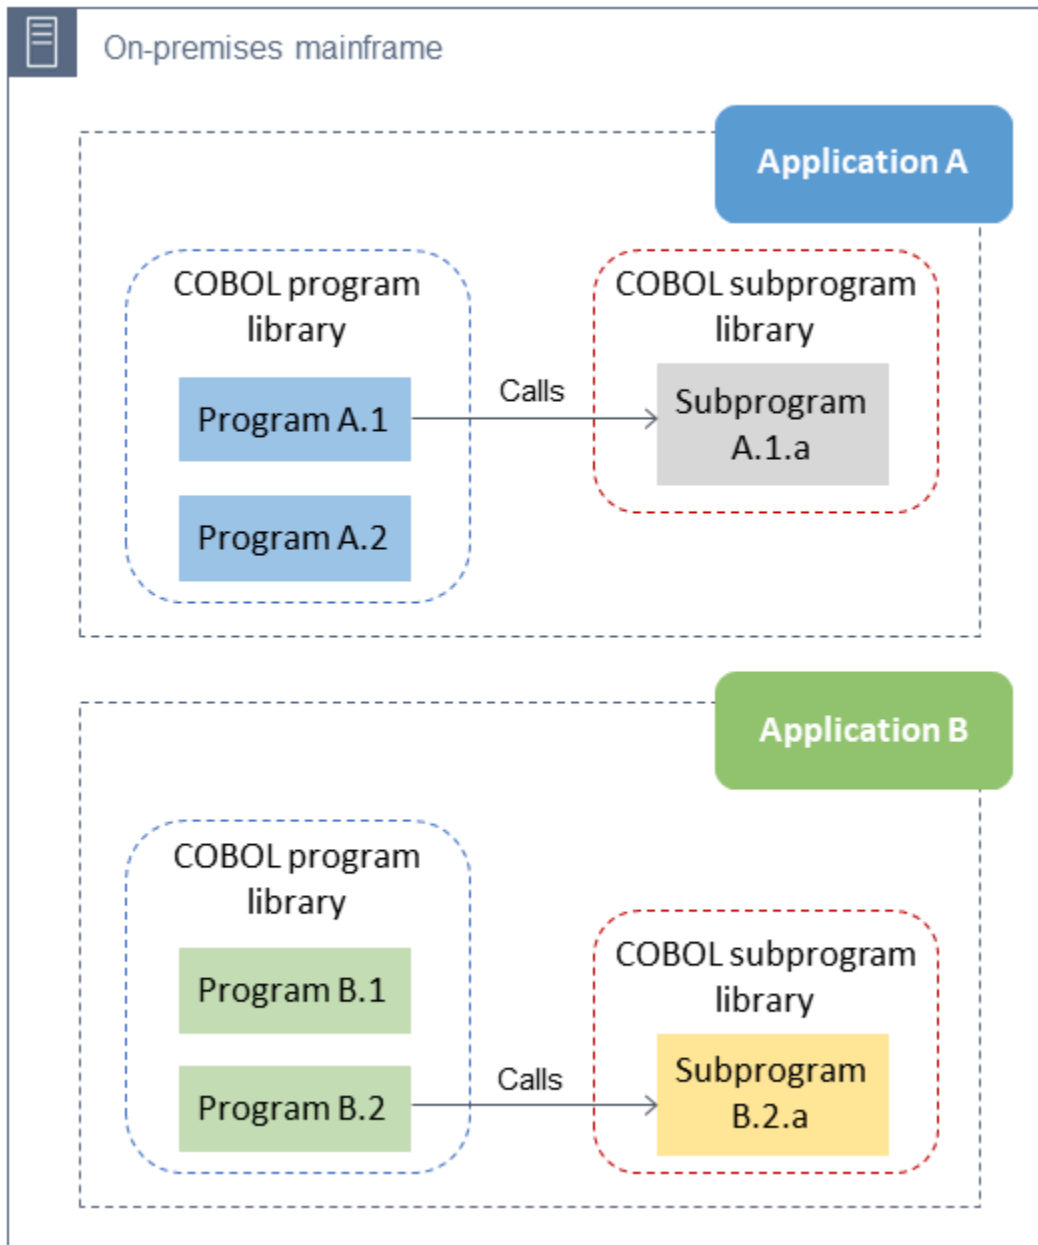 On-premises mainframe
Application A
COBOL program
library
COBOL subprogram
library
Program A.1
Calls
Subprogram
A.1.a
Program A.2
Application B
COBOL program
library
COBOL subprogram
library
Program B.1
Program B.2
Calls
Subprogram
B.2.a